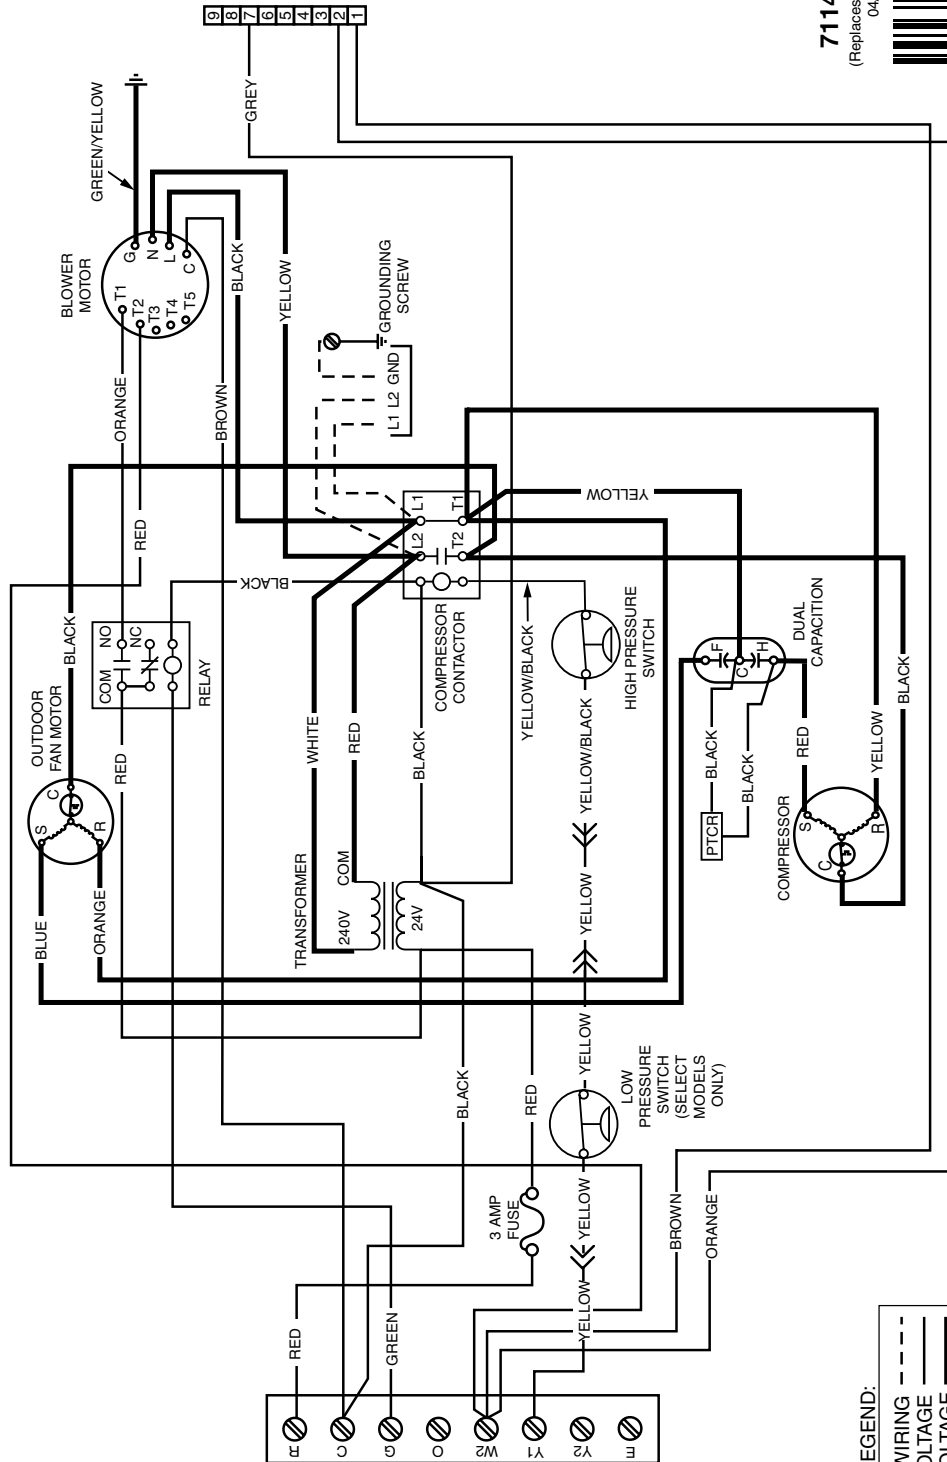 9
8
7
6
5
4
3
2
1
7114
(Replaces
04
GREY
GREEN/YELLOW
BLOWER
MOTOR
G
N
L
C
T1
T2
T3
T4
T5
BLACK
YELLOW
ORANGE
RED
BROWN
GROUNDING
SCREW
L1 L2 GND
OUTDOOR
FAN MOTOR
C
S
R
BLACK
COM
NO
NC
RELAY
RED
BLACK
L1
T1
L2
T2
COMPRESSOR
CONTACTOR
YELLOW
YELLOW/BLACK
HIGH PRESSURE
SWITCH
DUAL
CAPACITION
F
C
H
WHITE
RED
BLACK
YELLOW/BLACK
PTCR
BLACK
BLACK
RED
YELLOW
BLACK
COMPRESSOR
S
C
R
TRANSFORMER
240V
COM
24V
BLUE
ORANGE
YELLOW
YELLOW
LOW
PRESSURE
SWITCH
(SELECT
MODELS
ONLY)
BLACK
RED
3 AMP
FUSE
YELLOW
YELLOW
BROWN
ORANGE
RED
GREEN
R
C
G
O
W2
Y1
Y2
E
EGEND:
WIRING
OLTAGE
OLTAGE